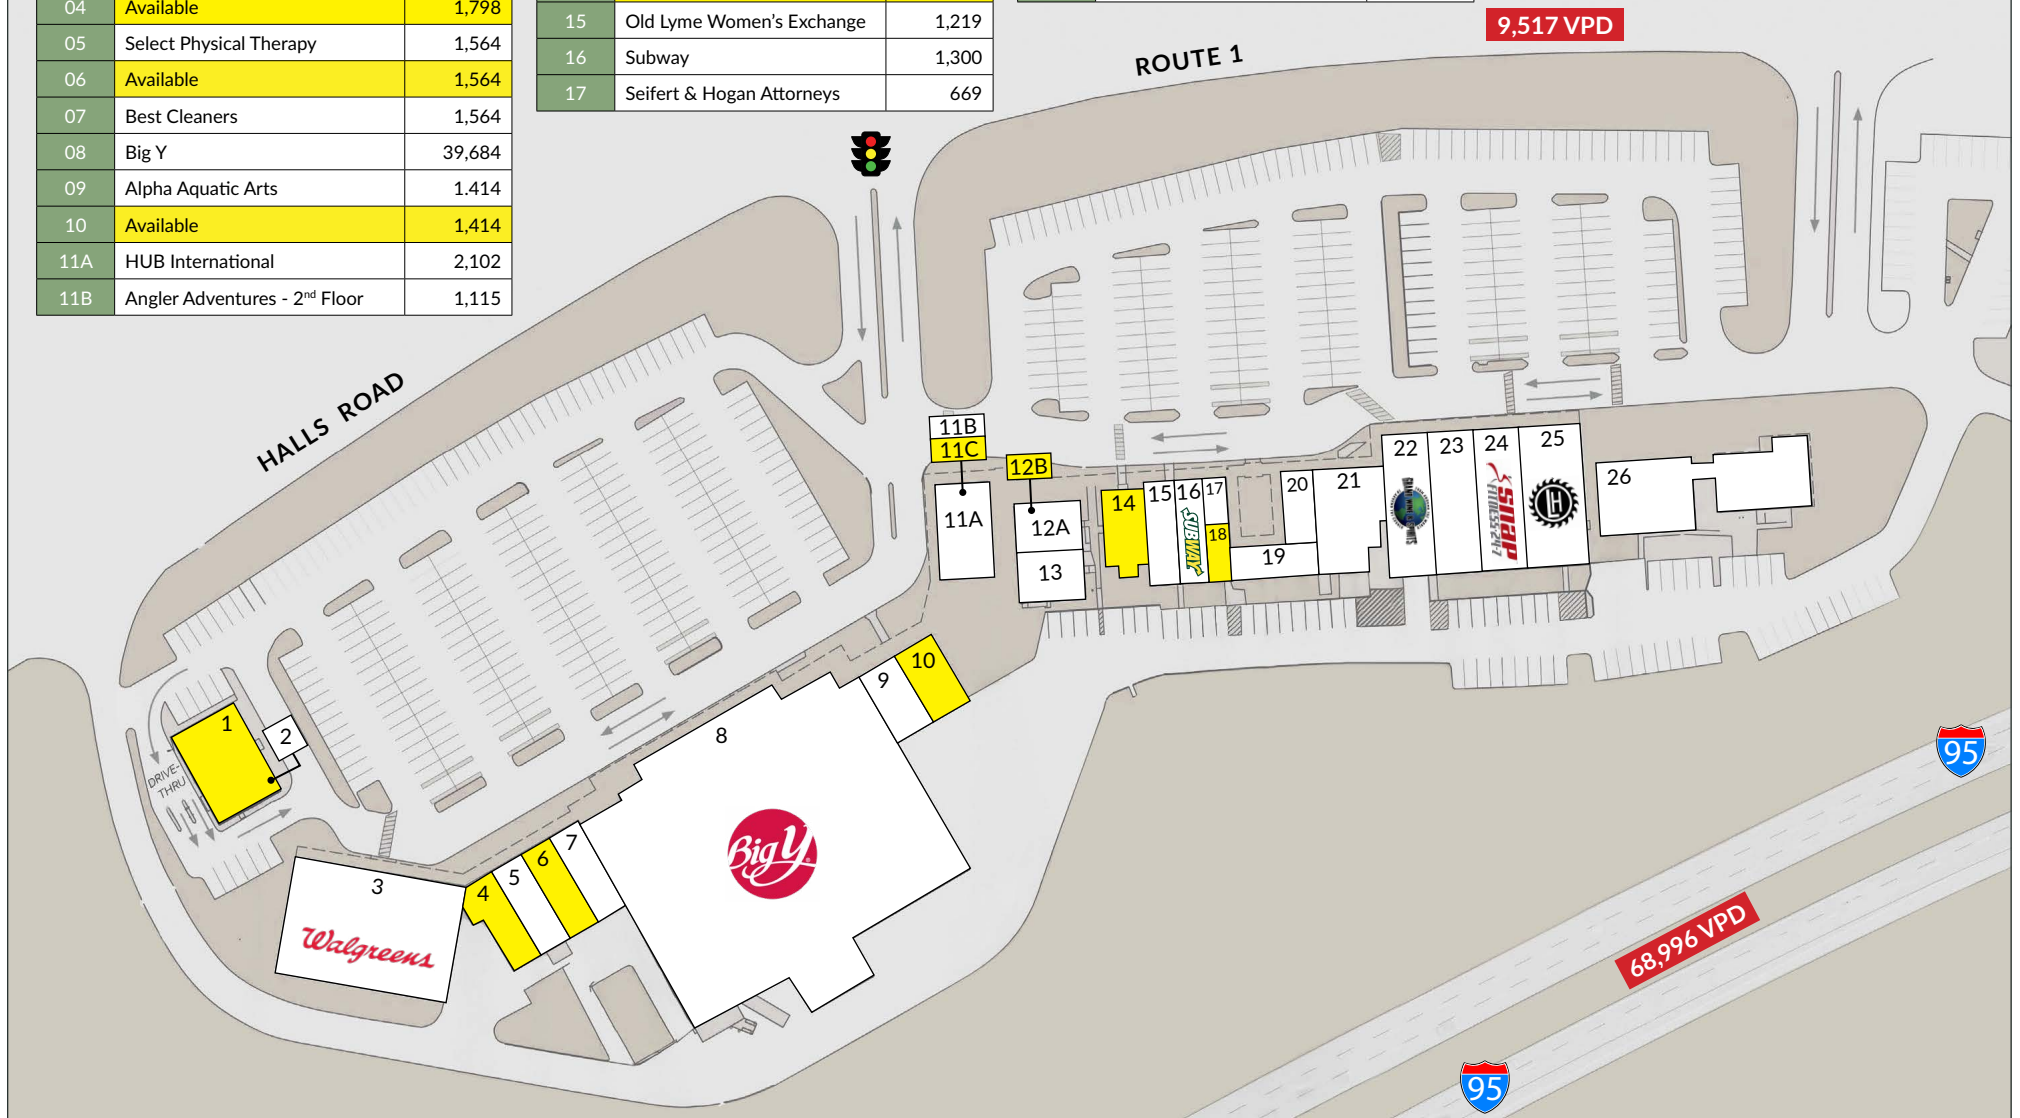 04 Available 1,798
05 Select Physical Therapy 1,564
06 Available 1,564
07 Best Cleaners 1,564
08 Big Y 39,684
09 Alpha Aquatic Arts 1.414
10 Available 1,414
11A HUB International 2,102
11B Angler Adventures - 2nd Floor 1,115
15 Old Lyme Women's Exchange 1,219
16 Subway 1,300
17 Seifert & Hogan Attorneys 669
9,517 VPD
ROUTE 1
HALLS ROAD
11B
11C
12B
11A
12A
13
14
15
16
SUBWAY
17
18
19
20
21
22
23
24
snap
FITNESS 24-7
25
LH
26
10
9
8
Big Y
7
6
5
4
3
Walgreens
2
1
DRIVE-
THRU
95
68,996 VPD
95